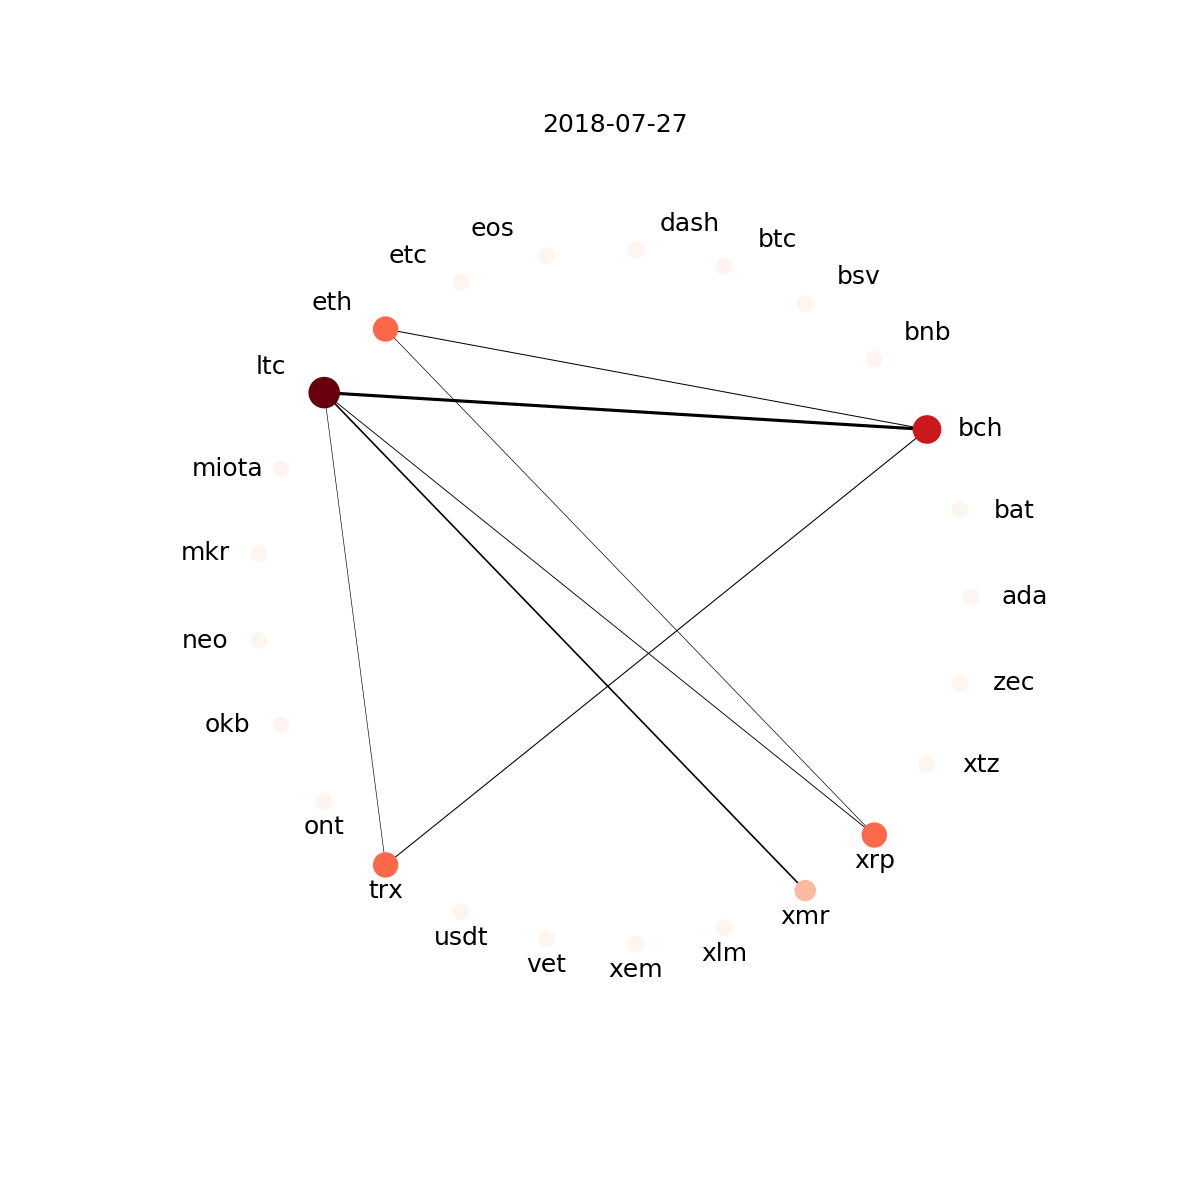 2018-07-27
dash
eos
btc
etc
bsv
eth
bnb
ltc
bch
miota
bat
mkr
ada
neo
zec
okb
xtz
ont
xrp
trx
xmr
usdt
xlm
vet
xem